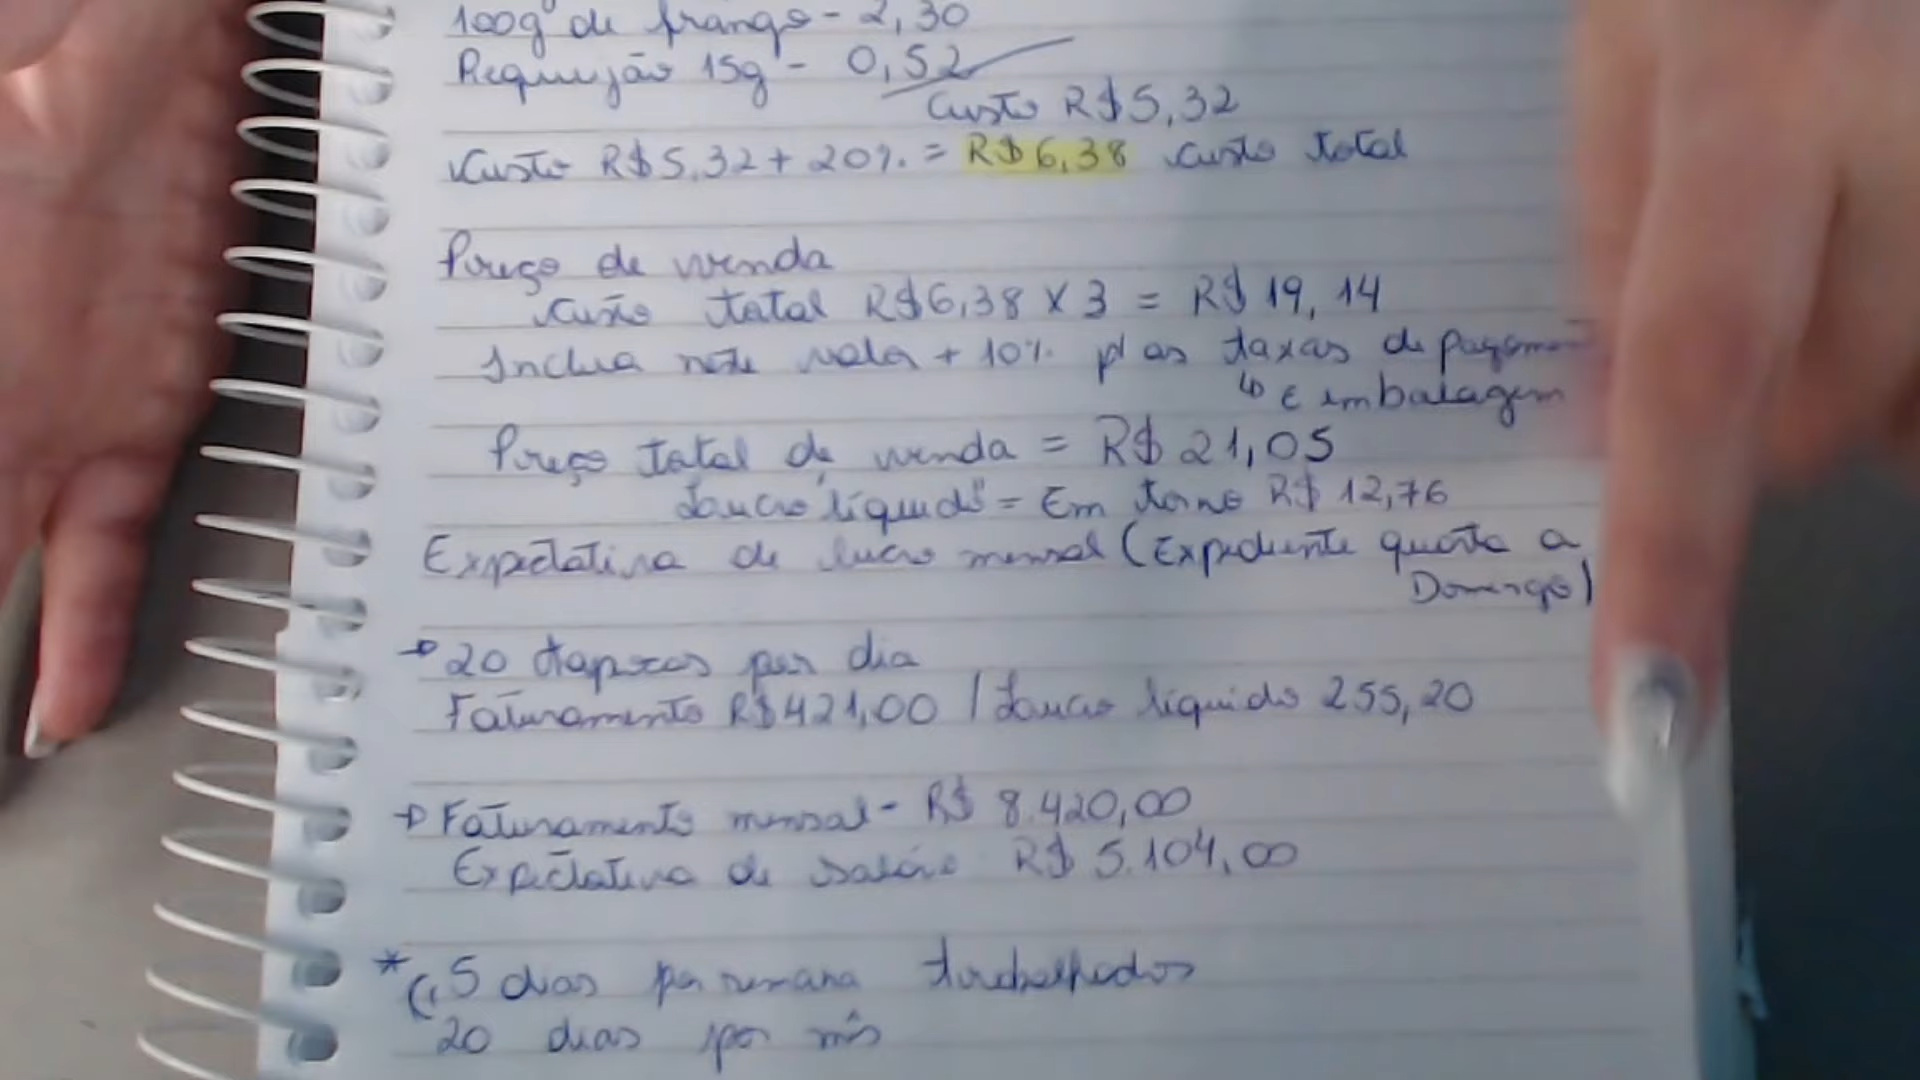 100g de frango - 2,30
Requeijão 15g - 0,52
Custo R$5,32
Custo R$5,32 + 20% = R$6,38 custo total
Preço de venda
Custo total R$6,38 X 3 = R$ 19,14
Inclua neste valor + 10% p/ as taxas de pagament
↳ E embalagem
Preço total de venda = R$ 21,05
Lucro líquido = Em torno R$ 12,76
Expectativa de lucro mensal (Expediente quarta a
Domingo)
→ 20 tapiocas por dia
Faturamento R$421,00 / Lucro líquido 255,20
→ Faturamento mensal - R$ 8.420,00
Expectativa de salário R$ 5.104,00
* 5 dias por semana trabalhados
20 dias por mês